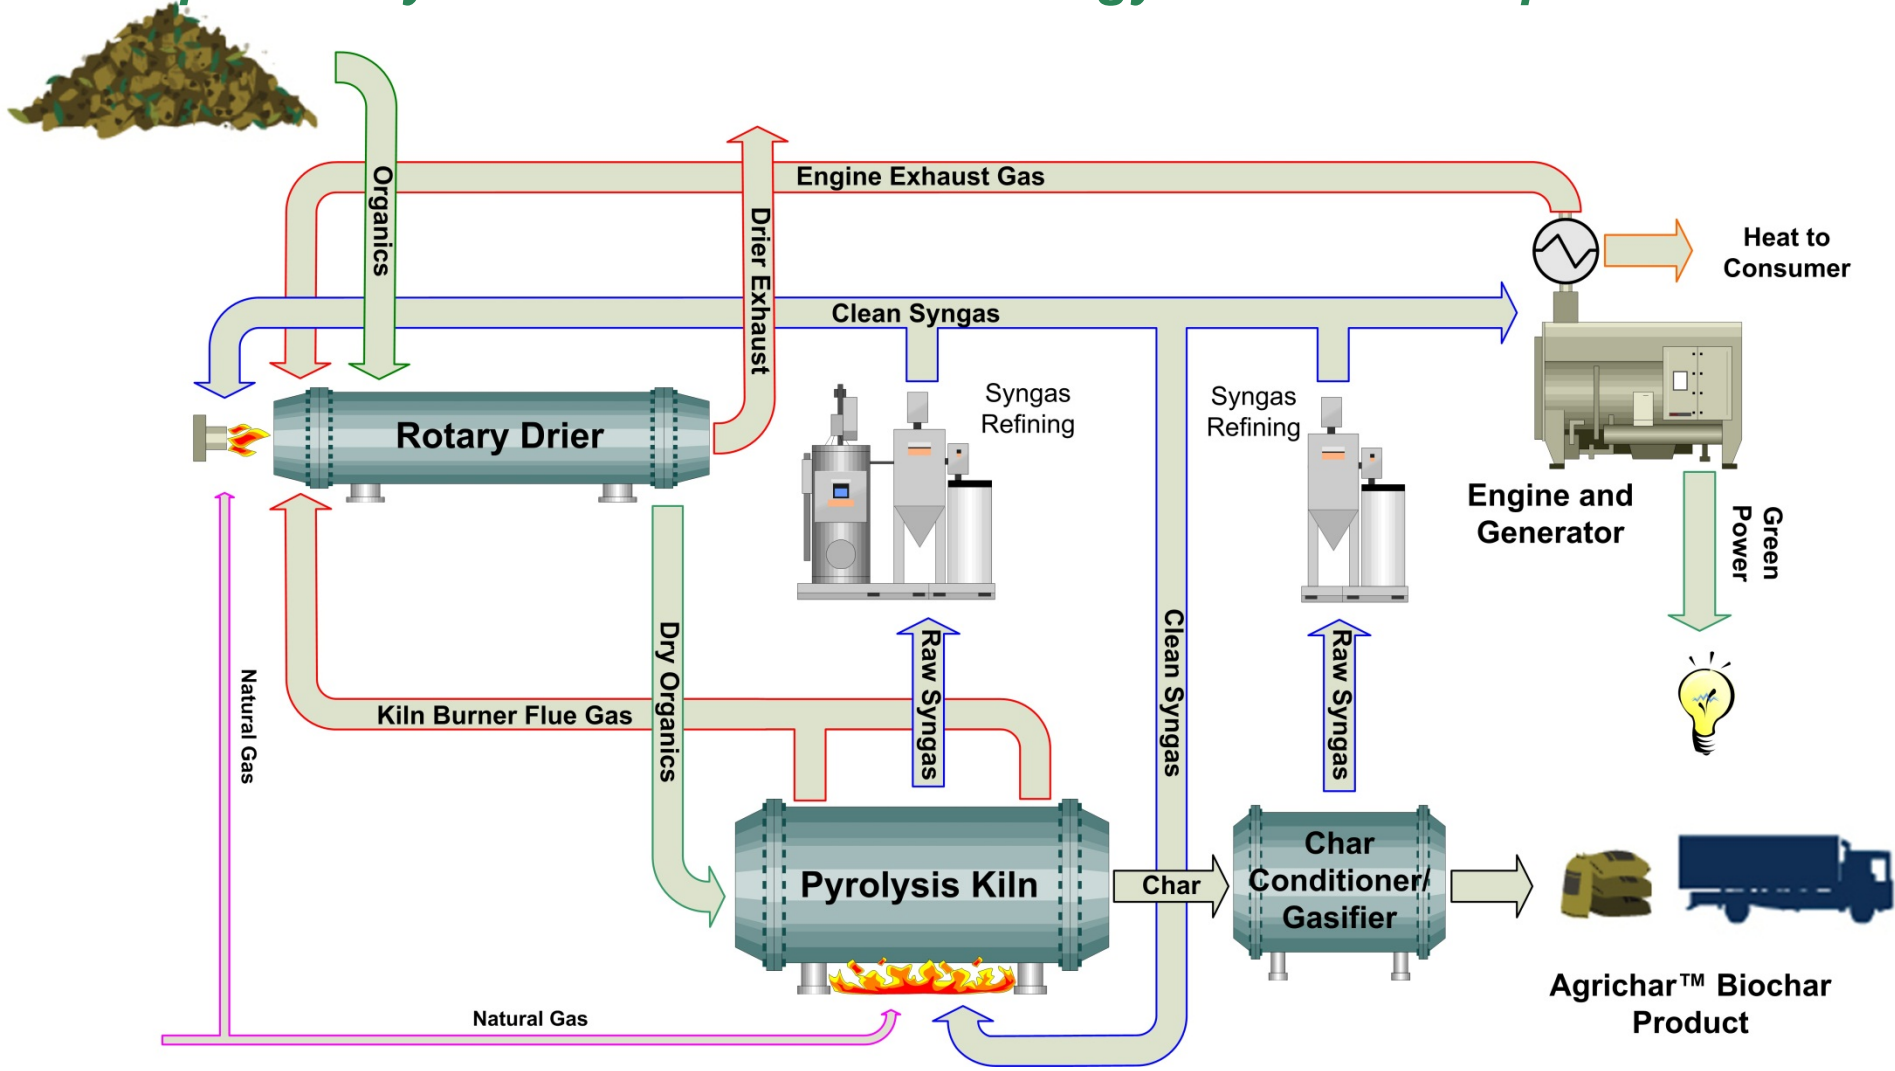 Organics
Engine Exhaust Gas
Drier Exhaust
Heat to
Consumer
Clean Syngas
Syngas
Refining
Syngas
Refining
Rotary Drier
Engine and
Generator
Green
Power
Natural Gas
Dry Organics
Raw Syngas
Clean Syngas
Raw Syngas
Kiln Burner Flue Gas
Pyrolysis Kiln
Char
Char
Conditioner/
Gasifier
Agrichar™ Biochar
Product
Natural Gas